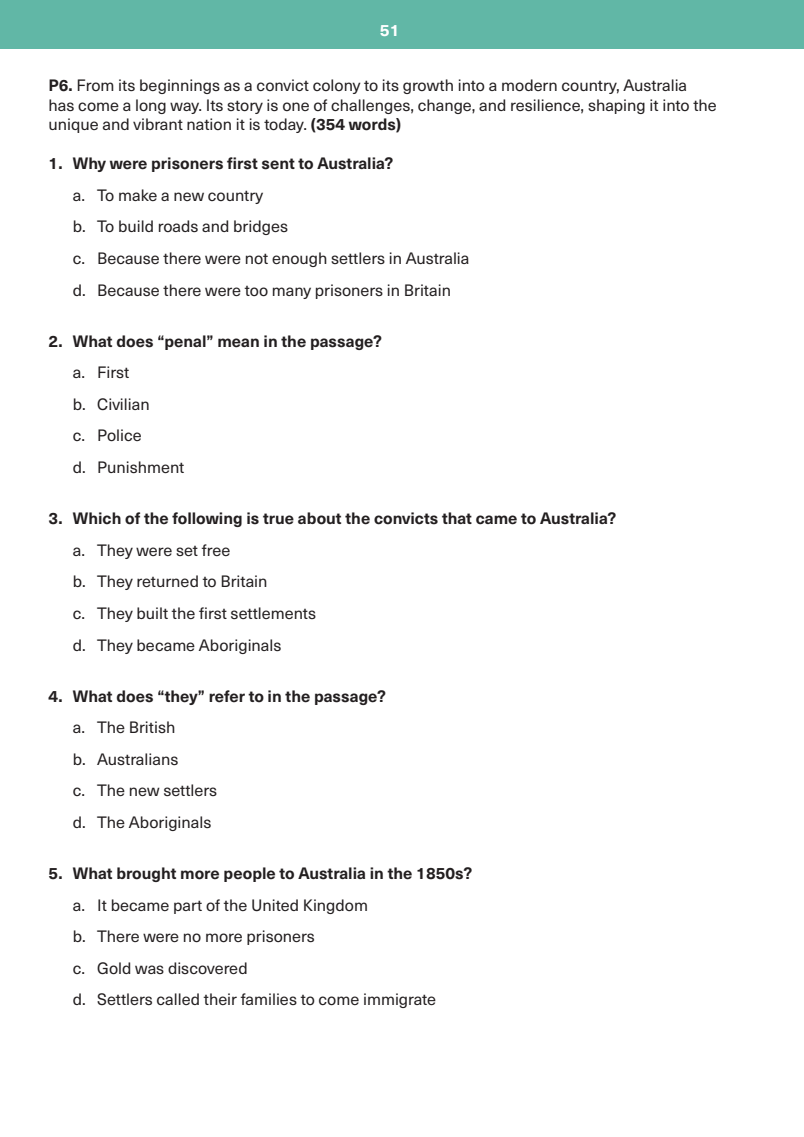 51
P6. From its beginnings as a convict colony to its growth into a modern country, Australia
has come a long way. Its story is one of challenges, change, and resilience, shaping it into the
unique and vibrant nation it is today. (354 words)
1. Why were prisoners first sent to Australia?
a. To make a new country
b. To build roads and bridges
c. Because there were not enough settlers in Australia
d. Because there were too many prisoners in Britain
2. What does “penal” mean in the passage?
a. First
b. Civilian
c. Police
d. Punishment
3. Which of the following is true about the convicts that came to Australia?
a. They were set free
b. They returned to Britain
c. They built the first settlements
d. They became Aboriginals
4. What does “they” refer to in the passage?
a. The British
b. Australians
c. The new settlers
d. The Aboriginals
5. What brought more people to Australia in the 1850s?
a. It became part of the United Kingdom
b. There were no more prisoners
c. Gold was discovered
d. Settlers called their families to come immigrate